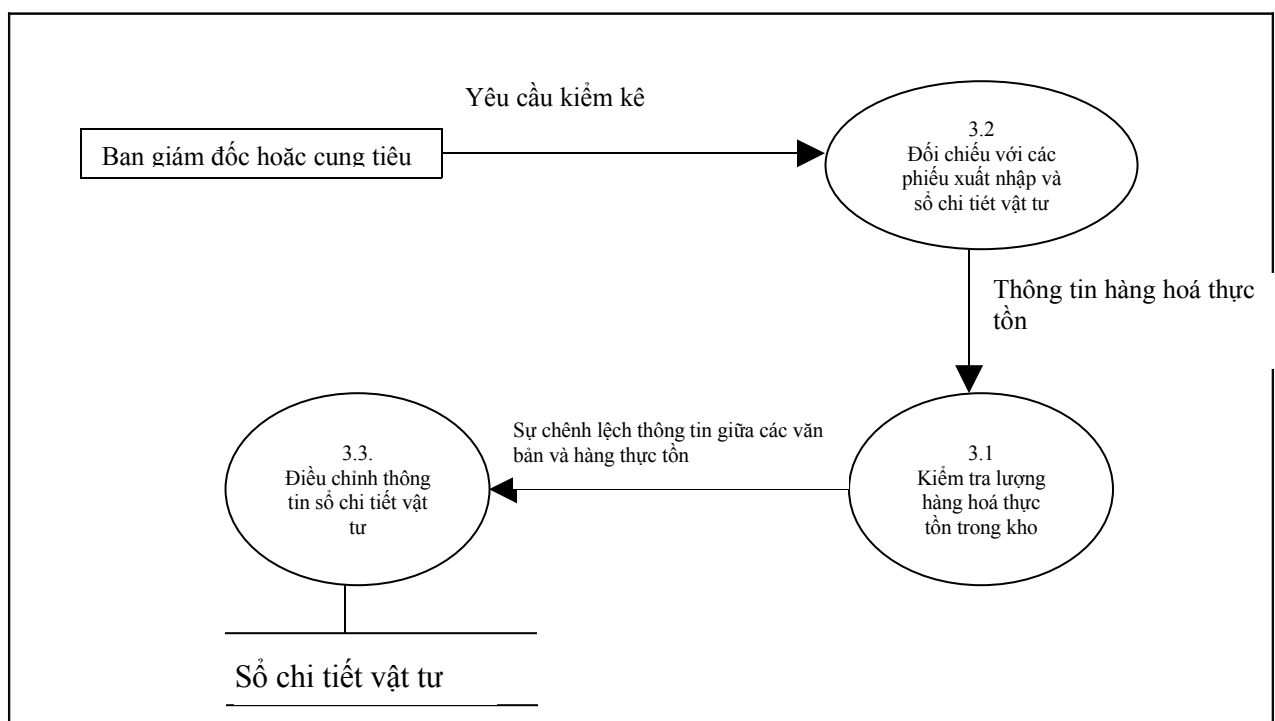 Yêu cầu kiểm kê
Ban giám đốc hoặc cung tiêu
3.2
Đối chiếu với các
phiếu xuất nhập và
sổ chi tiét vật tư
Thông tin hàng hoá thực
tồn
Sự chênh lệch thông tin giữa các văn
bản và hàng thực tồn
3.3.
Điều chỉnh thông
tin sổ chi tiết vật
tư
3.1
Kiểm tra lượng
hàng hoá thực
tồn trong kho
Sổ chi tiết vật tư